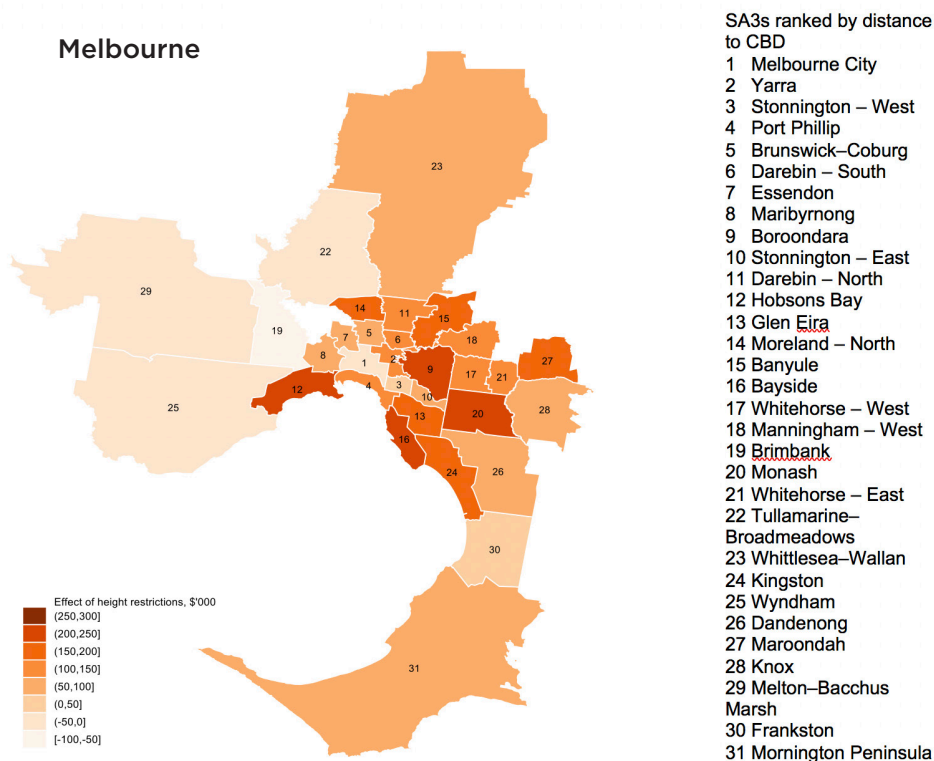 Melbourne
SA3s ranked by distance
to CBD
1 Melbourne City
2 Yarra
3 Stonnington – West
4 Port Phillip
5 Brunswick–Coburg
6 Darebin – South
7 Essendon
8 Maribyrnong
9 Boroondara
10 Stonnington – East
11 Darebin – North
12 Hobsons Bay
13 Glen Eira
14 Moreland – North
15 Banyule
16 Bayside
17 Whitehorse – West
18 Manningham – West
19 Brimbank
20 Monash
21 Whitehorse – East
22 Tullamarine–
Broadmeadows
23 Whittlesea–Wallan
24 Kingston
25 Wyndham
26 Dandenong
27 Maroondah
28 Knox
29 Melton–Bacchus
Marsh
30 Frankston
31 Mornington Peninsula
23
22
29
14
11
15
19
7
5
6
18
8
1
2
9
27
17
21
12
4
3
10
25
13
20
28
16
24
26
30
31
Effect of height restrictions, $'000
(250,300]
(200,250]
(150,200]
(100,150]
(50,100]
(0,50]
(-50,0]
[-100,-50]